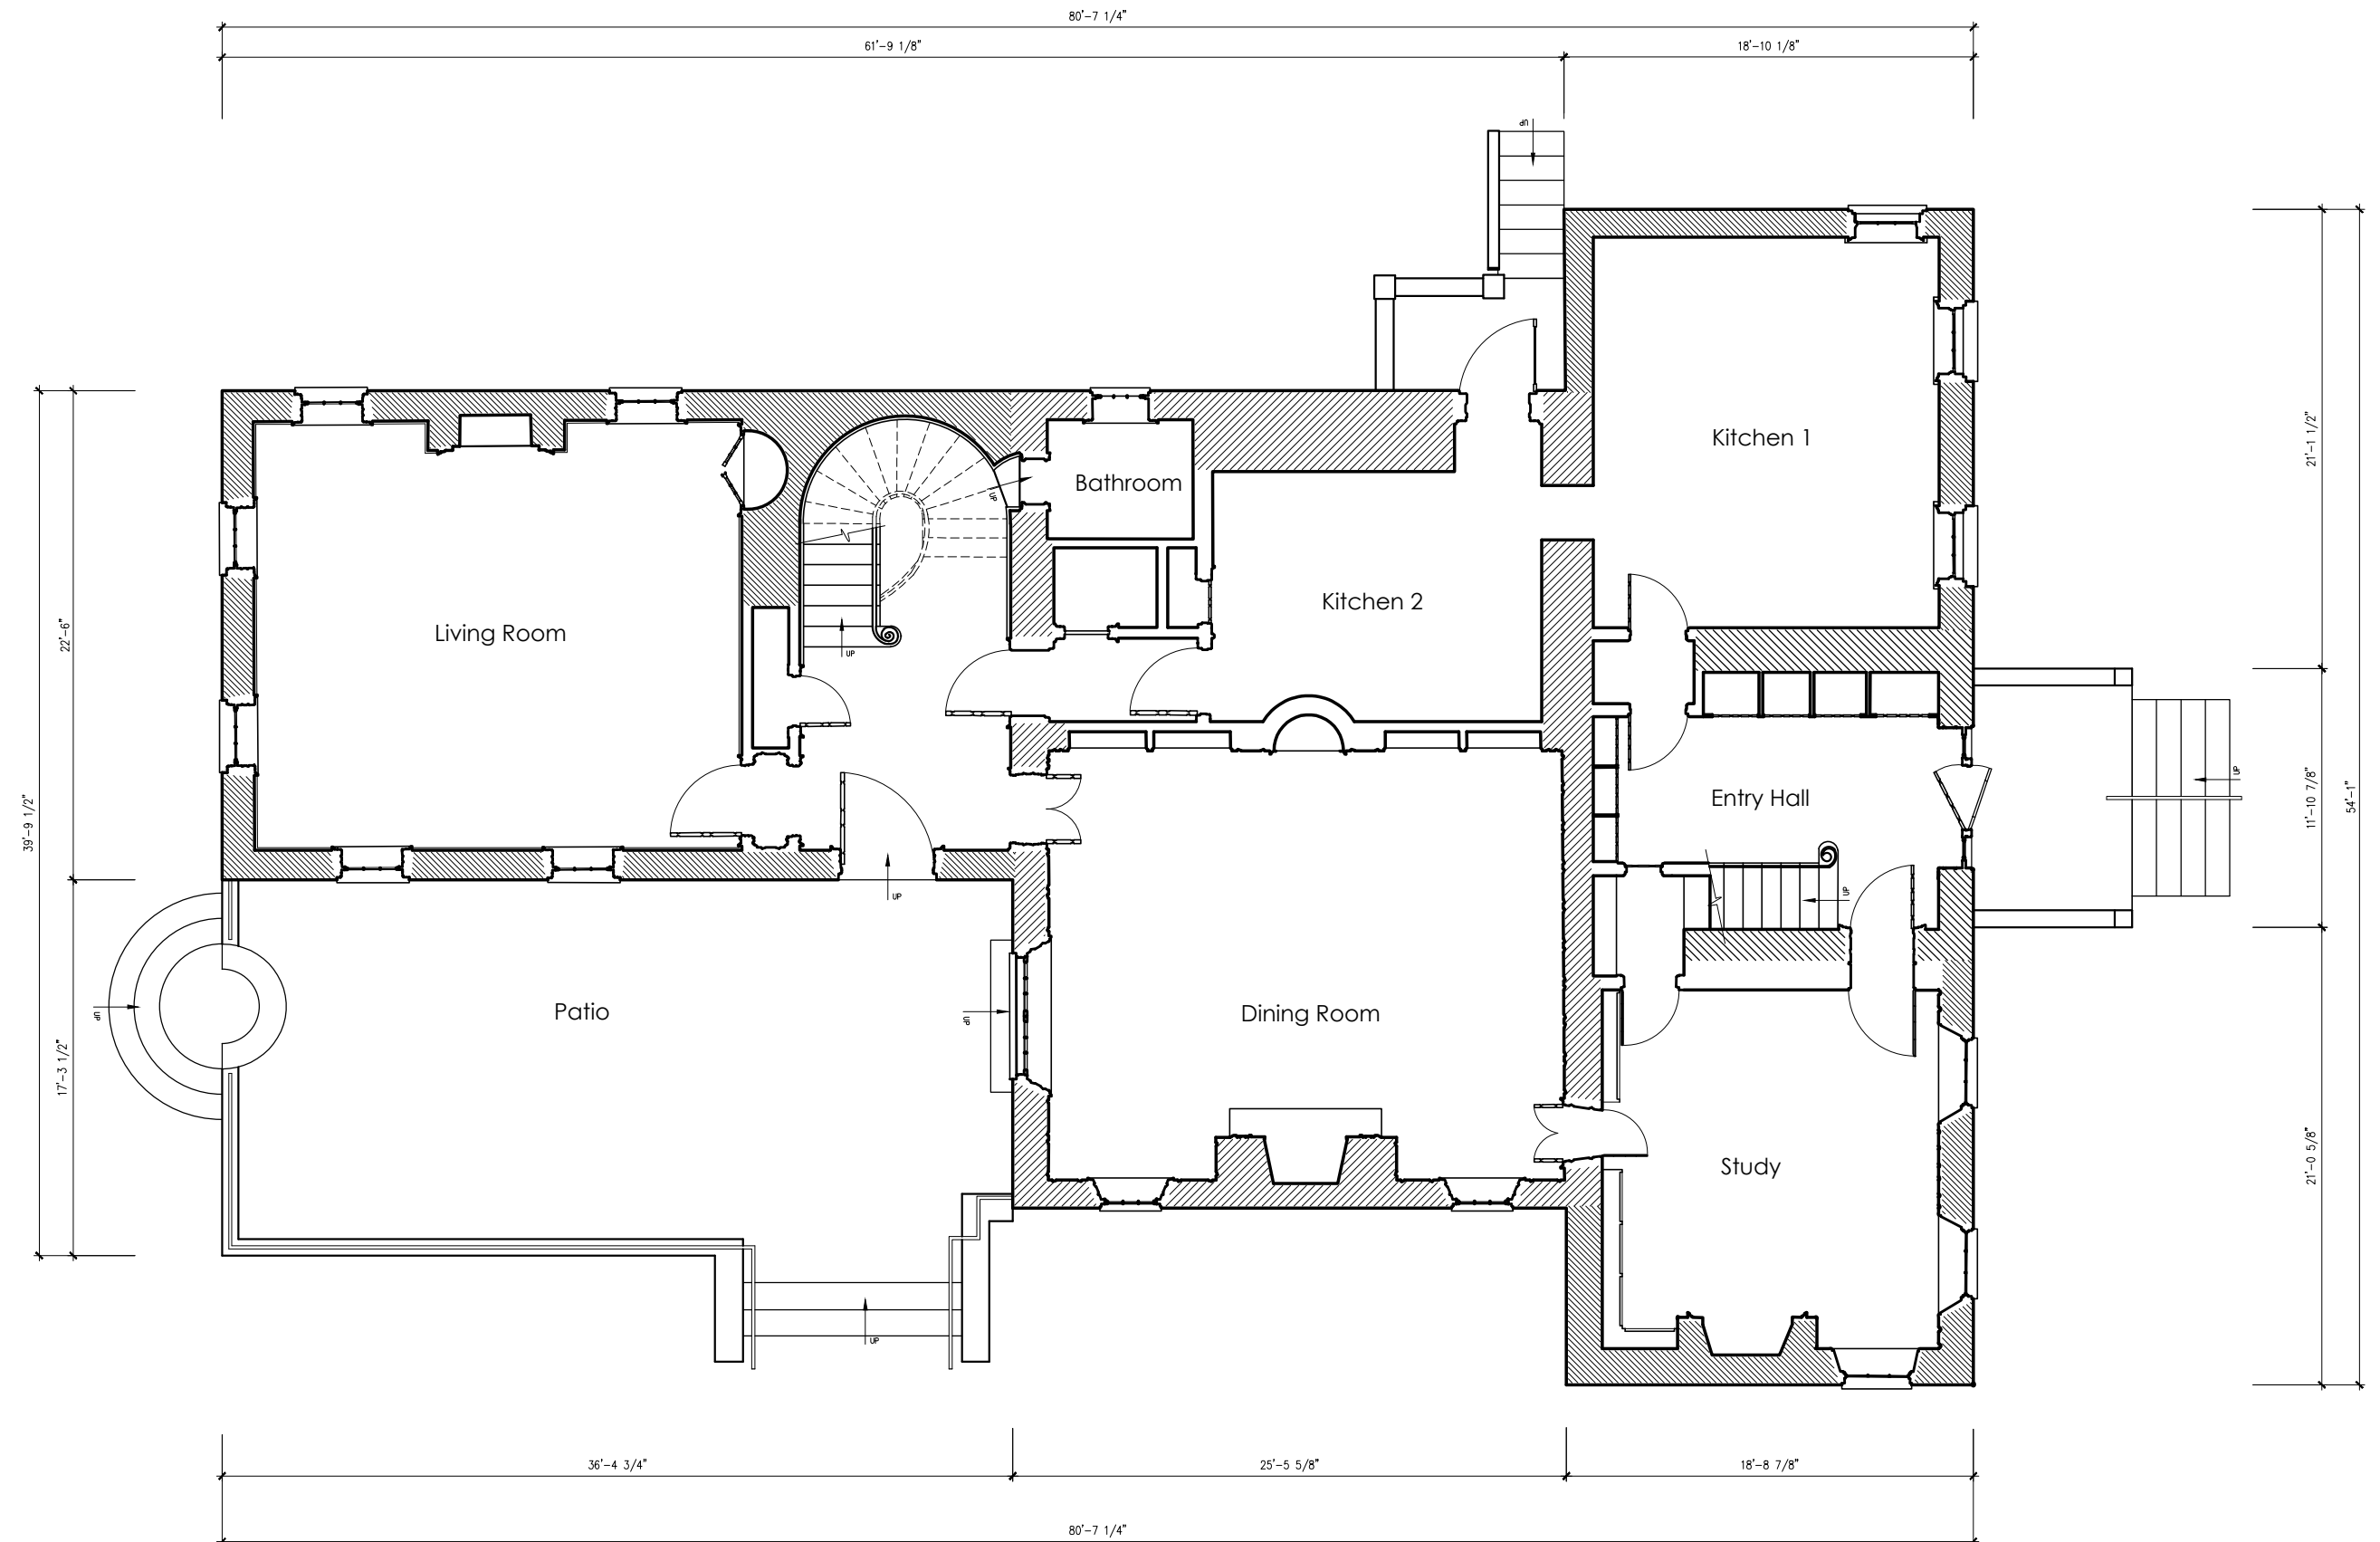 80'-7 1/4"
61'-9 1/8"
18'-10 1/8"
UP
Kitchen 1
21'-1 1/2"
Bathroom
UP
Kitchen 2
Living Room
22'-6"
UP
UP
Entry Hall
11'-10 7/8"
54'-1"
39'-9 1/2"
UP
UP
Patio
UP
UP
Dining Room
17'-3 1/2"
Study
21'-0 5/8"
UP
36'-4 3/4"
25'-5 5/8"
18'-8 7/8"
80'-7 1/4"